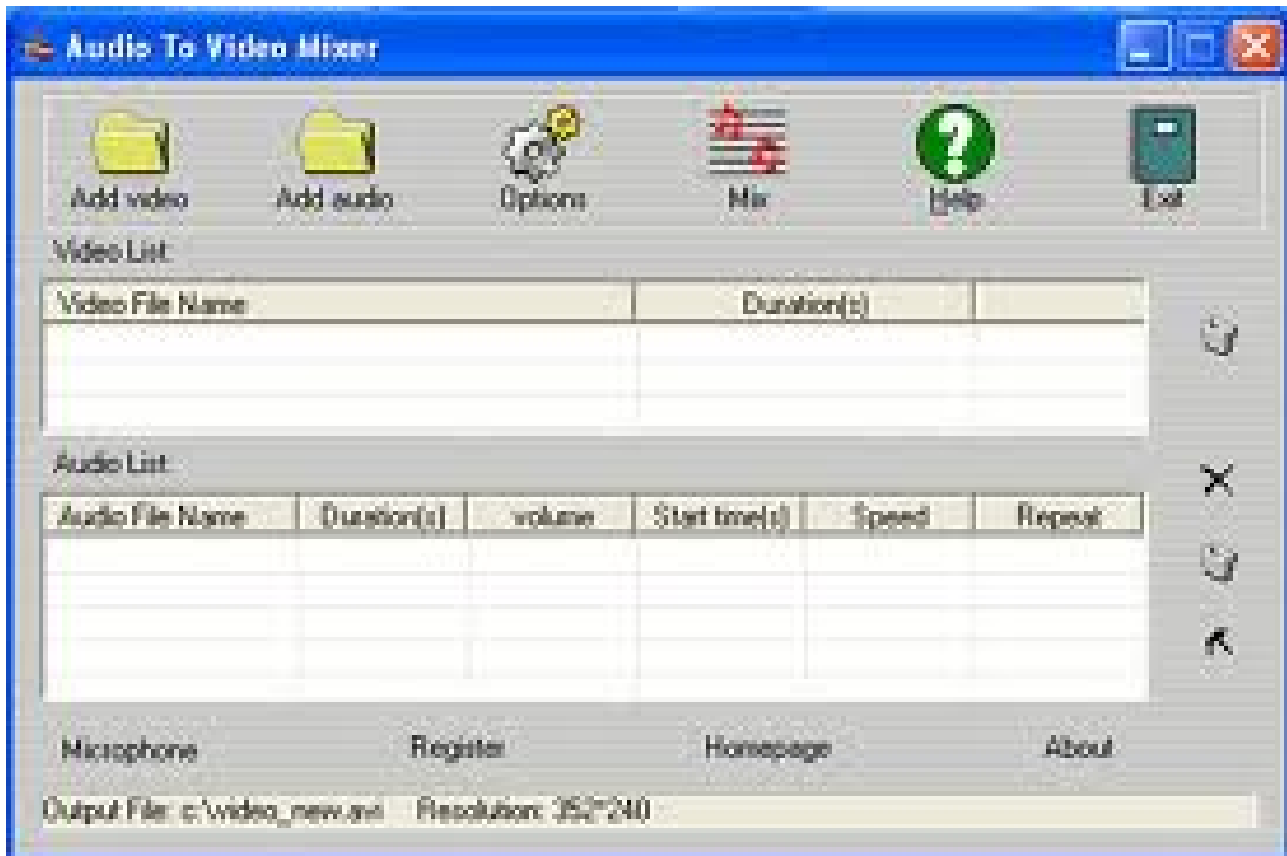 Audio To Video Mixer
Add video Add audio Options Mix Help Exit
Video List:
Video File Name Duration(s)
Audio List:
Audio File Name Duration(s) volume Start time(s) Speed Repeat
Microphone Register Homepage About
Output File: c:\video_new.avi Resolution: 352*240